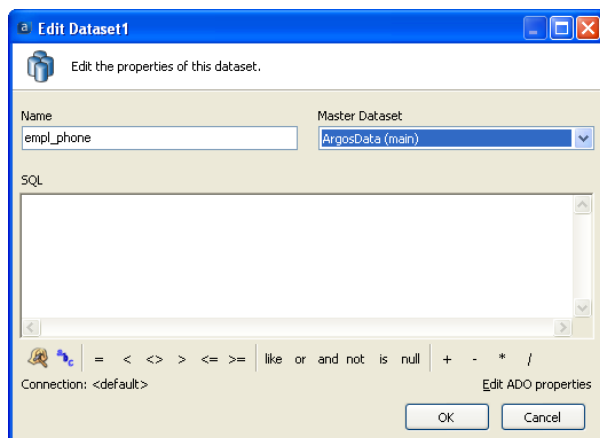 Edit Dataset1
Edit the properties of this dataset.
Name Master Dataset
empl_phone ArgosData (main)
SQL
= < <> > <= >= like or and not is null + - * /
Connection: <default> Edit ADO properties
OK Cancel